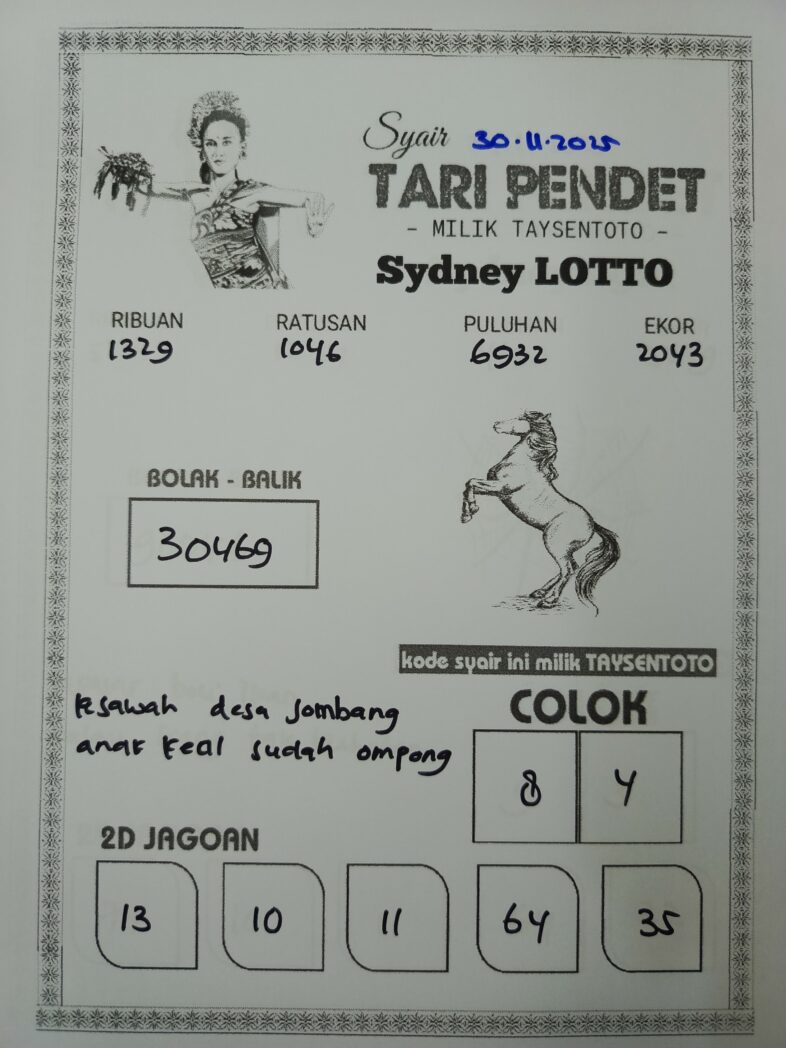 Syair 30.11.2025
TARI PENDET
- MILIK TAYSENTOTO -
Sydney LOTTO
RIBUAN RATUSAN PULUHAN EKOR
1329 1046 6932 2043
BOLAK - BALIK
30469
kode syair ini milik TAYSENTOTO
kesawah desa Jombang
anak kecil sudah ompong
COLOK
8 4
2D JAGOAN
13 10 11 64 35